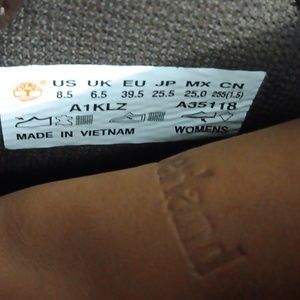 US UK EU JP MX CN
8.5 6.5 39.5 25.5 25.0 255(1.5)
A1KLZ A35118
MADE IN VIETNAM WOMENS